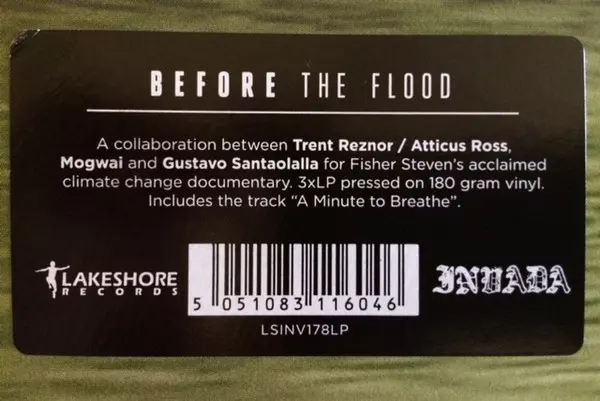 BEFORE THE FLOOD
A collaboration between Trent Reznor / Atticus Ross,
Mogwai and Gustavo Santaolalla for Fisher Steven's acclaimed
climate change documentary. 3xLP pressed on 180 gram vinyl.
Includes the track “A Minute to Breathe”.
LAKESHORE
RECORDS
5 051083 116046
INVADA
LSINV178LP